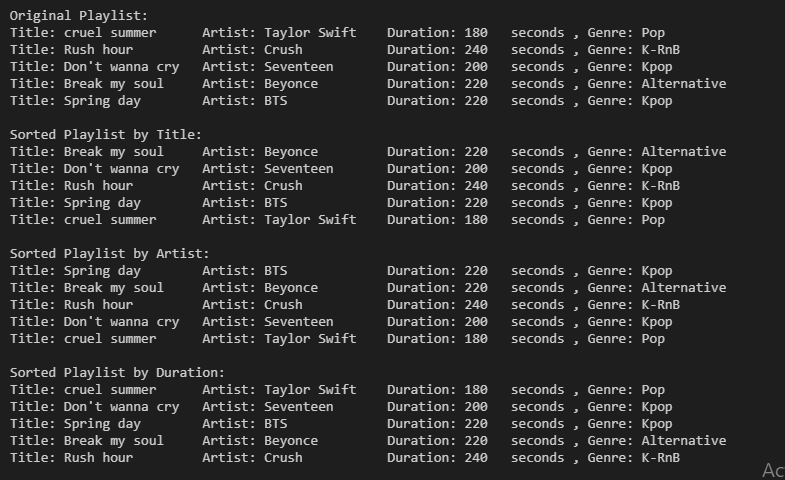 Original Playlist:
Title: cruel summer      Artist: Taylor Swift    Duration: 180   seconds , Genre: Pop
Title: Rush hour         Artist: Crush           Duration: 240   seconds , Genre: K-RnB
Title: Don't wanna cry   Artist: Seventeen       Duration: 200   seconds , Genre: Kpop
Title: Break my soul     Artist: Beyonce         Duration: 220   seconds , Genre: Alternative
Title: Spring day        Artist: BTS             Duration: 220   seconds , Genre: Kpop

Sorted Playlist by Title:
Title: Break my soul     Artist: Beyonce         Duration: 220   seconds , Genre: Alternative
Title: Don't wanna cry   Artist: Seventeen       Duration: 200   seconds , Genre: Kpop
Title: Rush hour         Artist: Crush           Duration: 240   seconds , Genre: K-RnB
Title: Spring day        Artist: BTS             Duration: 220   seconds , Genre: Kpop
Title: cruel summer      Artist: Taylor Swift    Duration: 180   seconds , Genre: Pop

Sorted Playlist by Artist:
Title: Spring day        Artist: BTS             Duration: 220   seconds , Genre: Kpop
Title: Break my soul     Artist: Beyonce         Duration: 220   seconds , Genre: Alternative
Title: Rush hour         Artist: Crush           Duration: 240   seconds , Genre: K-RnB
Title: Don't wanna cry   Artist: Seventeen       Duration: 200   seconds , Genre: Kpop
Title: cruel summer      Artist: Taylor Swift    Duration: 180   seconds , Genre: Pop

Sorted Playlist by Duration:
Title: cruel summer      Artist: Taylor Swift    Duration: 180   seconds , Genre: Pop
Title: Don't wanna cry   Artist: Seventeen       Duration: 200   seconds , Genre: Kpop
Title: Spring day        Artist: BTS             Duration: 220   seconds , Genre: Kpop
Title: Break my soul     Artist: Beyonce         Duration: 220   seconds , Genre: Alternative
Title: Rush hour         Artist: Crush           Duration: 240   seconds , Genre: K-RnB
Ac